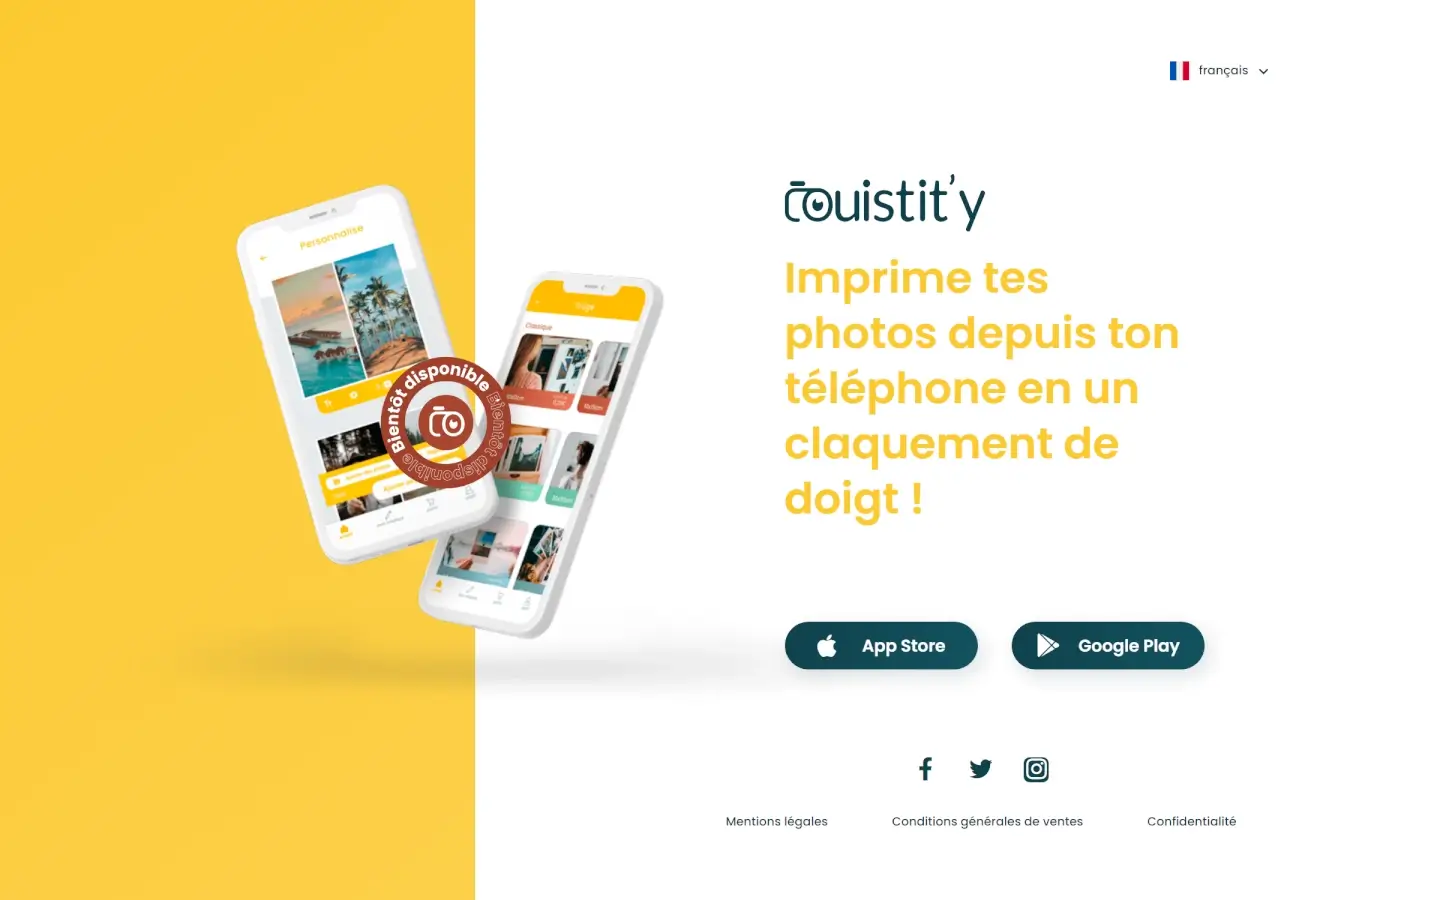 français
ouistit'y
Imprime tes
photos depuis ton
téléphone en un
claquement de
doigt !
Personnalise
Classique
Bientôt disponible Bientôt disponible
App Store
Google Play
Mentions légales
Conditions générales de ventes
Confidentialité